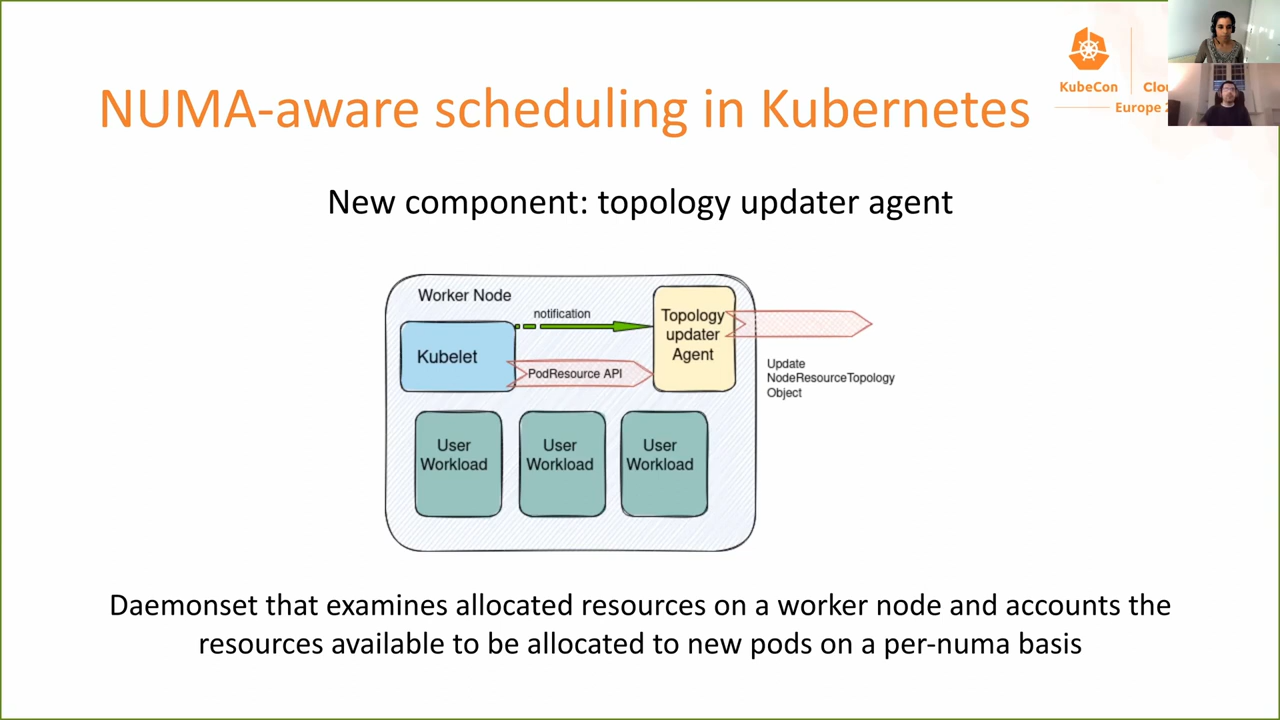 KubeCon
Europe
NUMA-aware scheduling in Kubernetes
New component: topology updater agent
Worker Node
notification
Topology
updater
Agent
Kubelet
PodResource API
Update
NodeResourceTopology
Object
User
Workload
User
Workload
User
Workload
Daemonset that examines allocated resources on a worker node and accounts the
resources available to be allocated to new pods on a per-numa basis